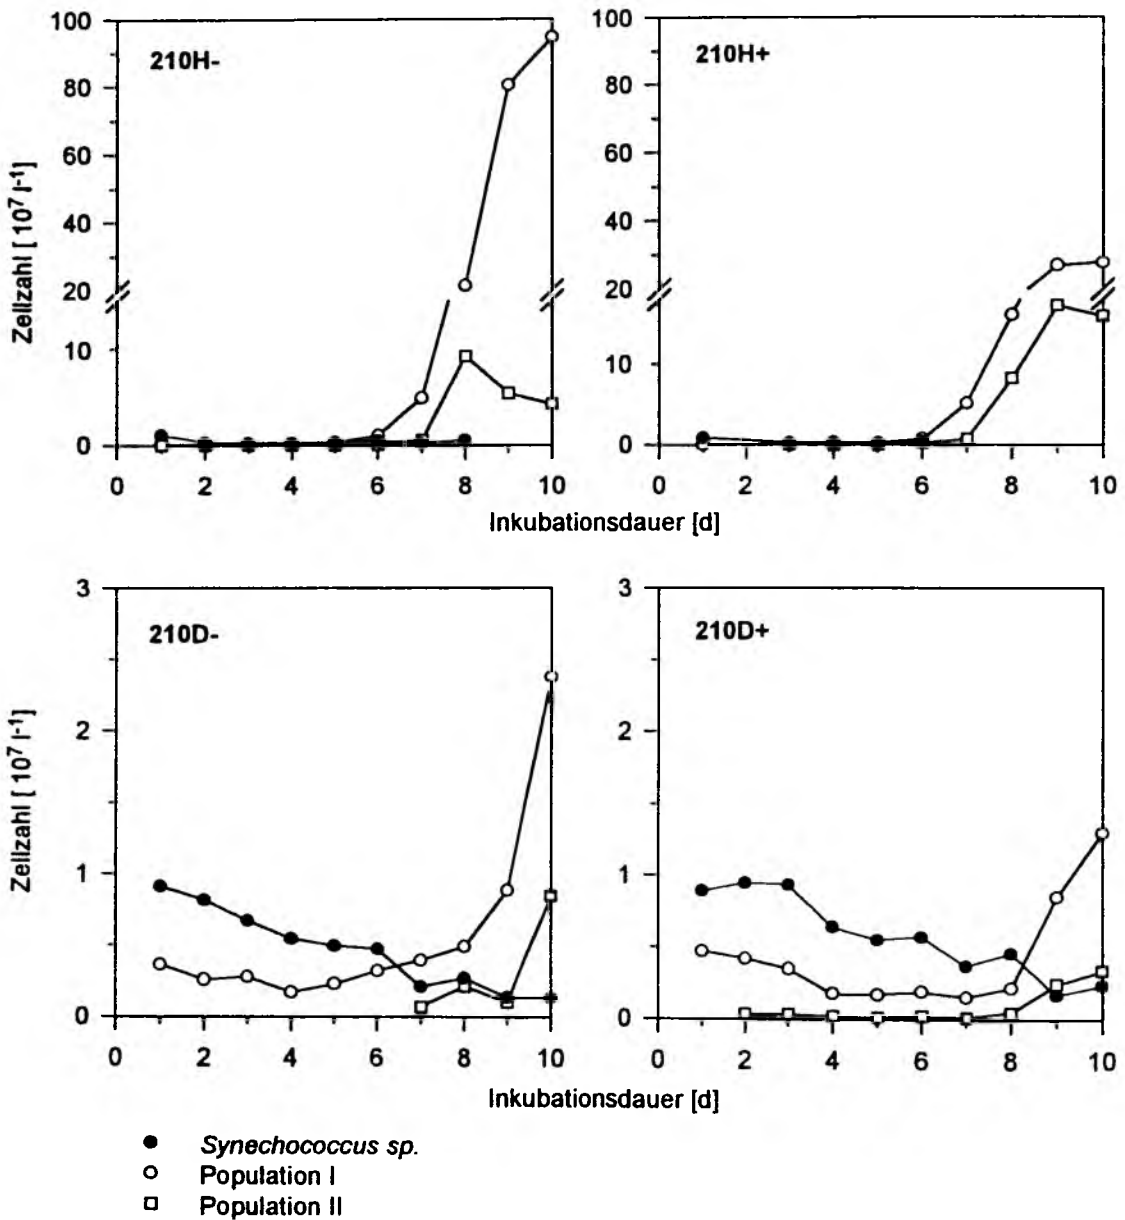 210H-
210H+
Zellzahl [ 10⁷ l⁻¹]
100
80
60
40
20
10
0
0 2 4 6 8 10
100
80
60
40
20
10
0
0 2 4 6 8 10
Inkubationsdauer [d]
210D-
210D+
Zellzahl [ 10⁷ l⁻¹]
3
2
1
0
0 2 4 6 8 10
3
2
1
0
0 2 4 6 8 10
Inkubationsdauer [d]
Synechococcus sp.
Population I
Population II